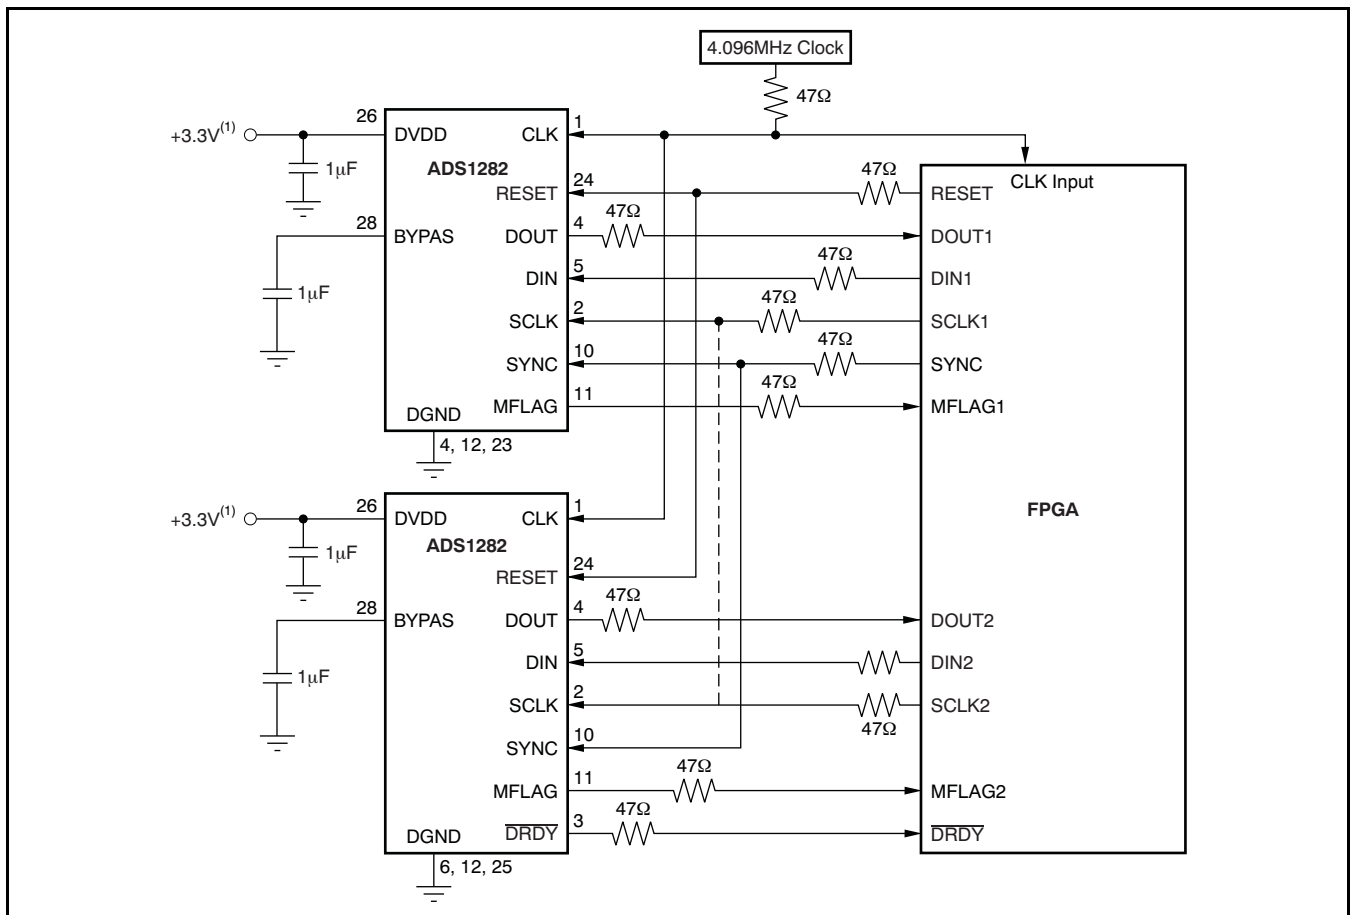 4.096MHz Clock
47Ω
+3.3V(1)
1μF
1μF
26
28
DVDD
BYPAS
ADS1282
CLK
RESET
DOUT
DIN
SCLK
SYNC
MFLAG
DGND
4, 12, 23
1
24
4
5
2
10
11
47Ω
47Ω
47Ω
47Ω
47Ω
47Ω
CLK Input
RESET
DOUT1
DIN1
SCLK1
SYNC
MFLAG1
FPGA
+3.3V(1)
1μF
1μF
26
28
DVDD
BYPAS
ADS1282
CLK
RESET
DOUT
DIN
SCLK
SYNC
MFLAG
DRDY
DGND
6, 12, 25
1
24
4
5
2
10
11
3
47Ω
47Ω
47Ω
47Ω
DOUT2
DIN2
SCLK2
MFLAG2
DRDY